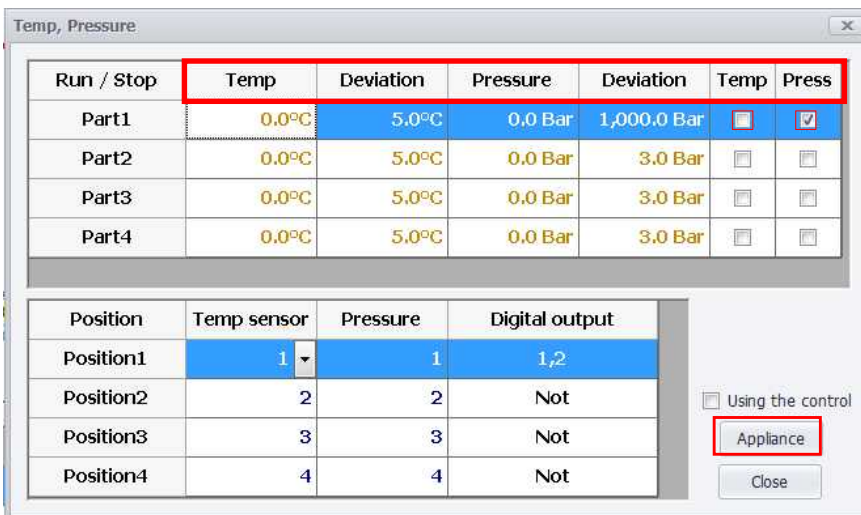 Temp, Pressure
Run / Stop Temp Deviation Pressure Deviation Temp Press
Part1 0.0ºC 5.0ºC 0.0 Bar 1,000.0 Bar
Part2 0.0ºC 5.0ºC 0.0 Bar 3.0 Bar
Part3 0.0ºC 5.0ºC 0.0 Bar 3.0 Bar
Part4 0.0ºC 5.0ºC 0.0 Bar 3.0 Bar
Position Temp sensor Pressure Digital output
Position1 1 1 1,2
Position2 2 2 Not
Position3 3 3 Not
Position4 4 4 Not
Using the control
Appliance
Close